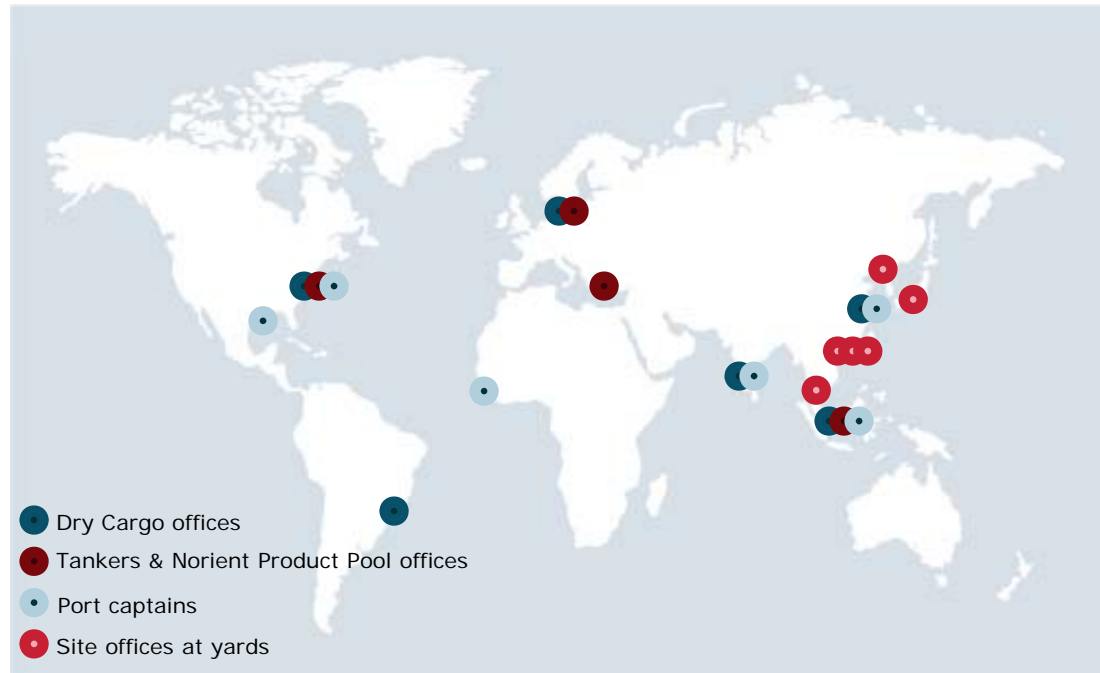 Dry Cargo offices
Tankers & Norient Product Pool offices
Port captains
Site offices at yards